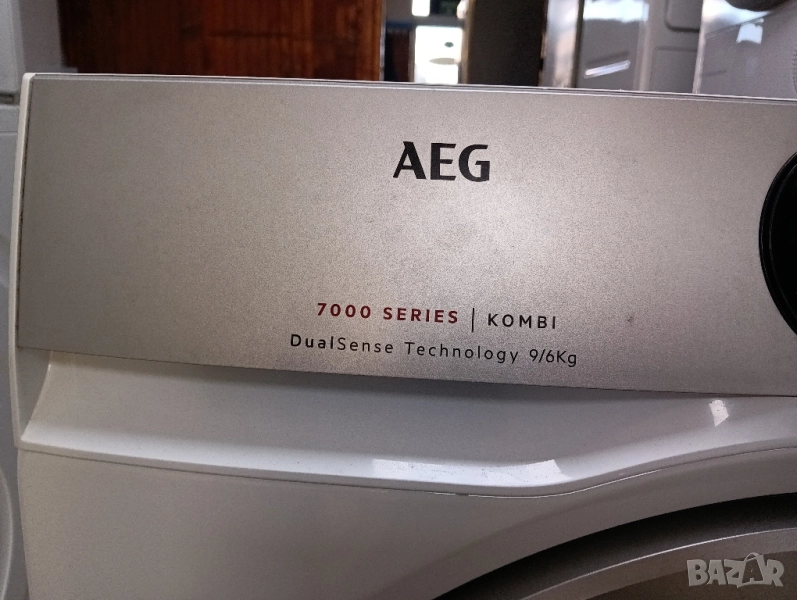 AEG
7000 SERIES | KOMBI
DualSense Technology 9/6Kg
BAZAR